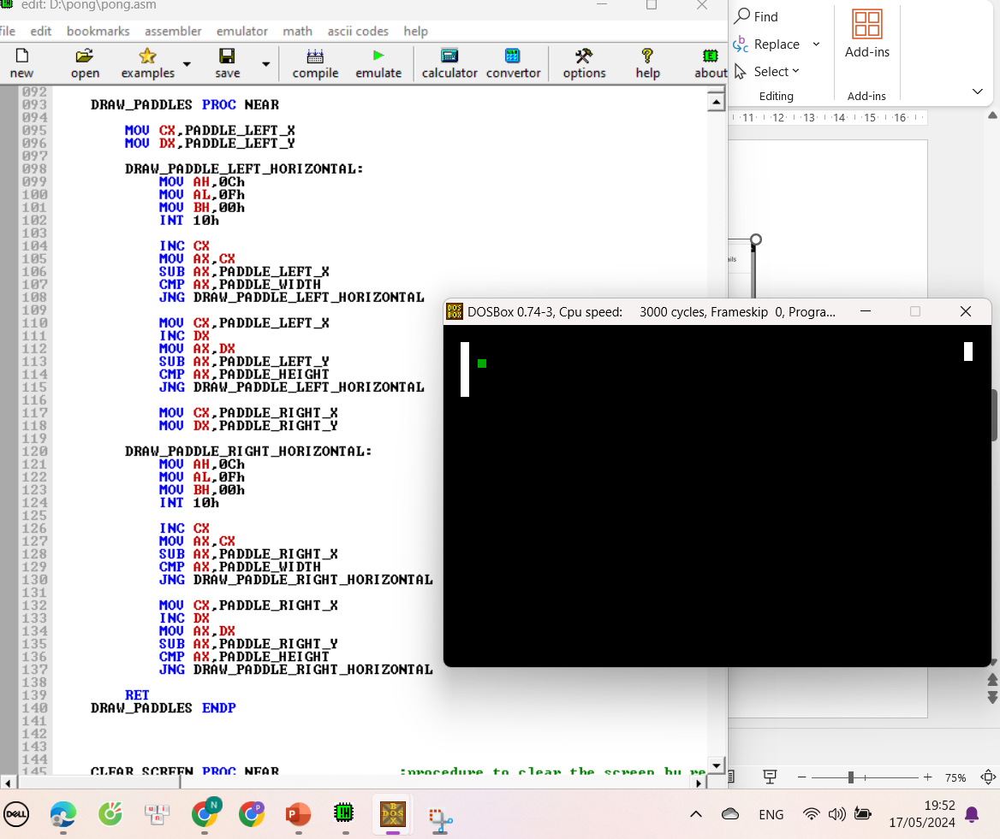 edit: D:\pong\pong.asm
file edit bookmarks assembler emulator math ascii codes help
new open examples save compile emulate calculator convertor options help about
092
093 DRAW_PADDLES PROC NEAR
094
095 MOV CX,PADDLE_LEFT_X
096 MOV DX,PADDLE_LEFT_Y
097
098 DRAW_PADDLE_LEFT_HORIZONTAL:
099 MOV AH,0Ch
100 MOV AL,0Fh
101 MOV BH,00h
102 INT 10h
103
104 INC CX
105 MOV AX,CX
106 SUB AX,PADDLE_LEFT_X
107 CMP AX,PADDLE_WIDTH
108 JNG DRAW_PADDLE_LEFT_HORIZONTAL
109
110 MOV CX,PADDLE_LEFT_X
111 INC DX
112 MOV AX,DX
113 SUB AX,PADDLE_LEFT_Y
114 CMP AX,PADDLE_HEIGHT
115 JNG DRAW_PADDLE_LEFT_HORIZONTAL
116
117 MOV CX,PADDLE_RIGHT_X
118 MOV DX,PADDLE_RIGHT_Y
119
120 DRAW_PADDLE_RIGHT_HORIZONTAL:
121 MOV AH,0Ch
122 MOV AL,0Fh
123 MOV BH,00h
124 INT 10h
125
126 INC CX
127 MOV AX,CX
128 SUB AX,PADDLE_RIGHT_X
129 CMP AX,PADDLE_WIDTH
130 JNG DRAW_PADDLE_RIGHT_HORIZONTAL
131
132 MOV CX,PADDLE_RIGHT_X
133 INC DX
134 MOV AX,DX
135 SUB AX,PADDLE_RIGHT_Y
136 CMP AX,PADDLE_HEIGHT
137 JNG DRAW_PADDLE_RIGHT_HORIZONTAL
138
139 RET
140 DRAW_PADDLES ENDP
141
142
143
144
145 CLEAR_SCREEN PROC NEAR ;procedure to clear the screen by re
Find
Replace
Select
Editing
Add-ins
Add-ins
11 12 13 14 15 16
ails
DOSBox 0.74-3, Cpu speed: 3000 cycles, Frameskip 0, Progra...
75%
DELL
ENG
19:52
17/05/2024